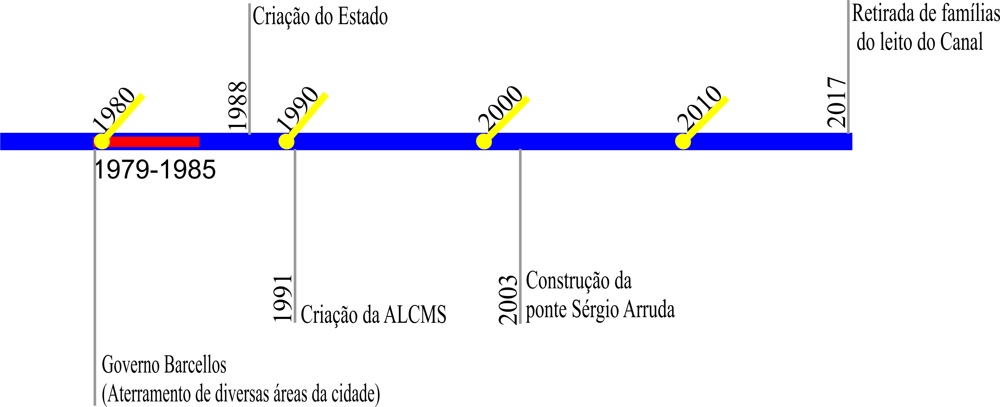 Criação do Estado
Retirada de famílias
do leito do Canal
1980
1988
1990
2000
2010
2017
1979-1985
1991
Criação da ALCMS
2003
Construção da
ponte Sérgio Arruda
Governo Barcellos
(Aterramento de diversas áreas da cidade)